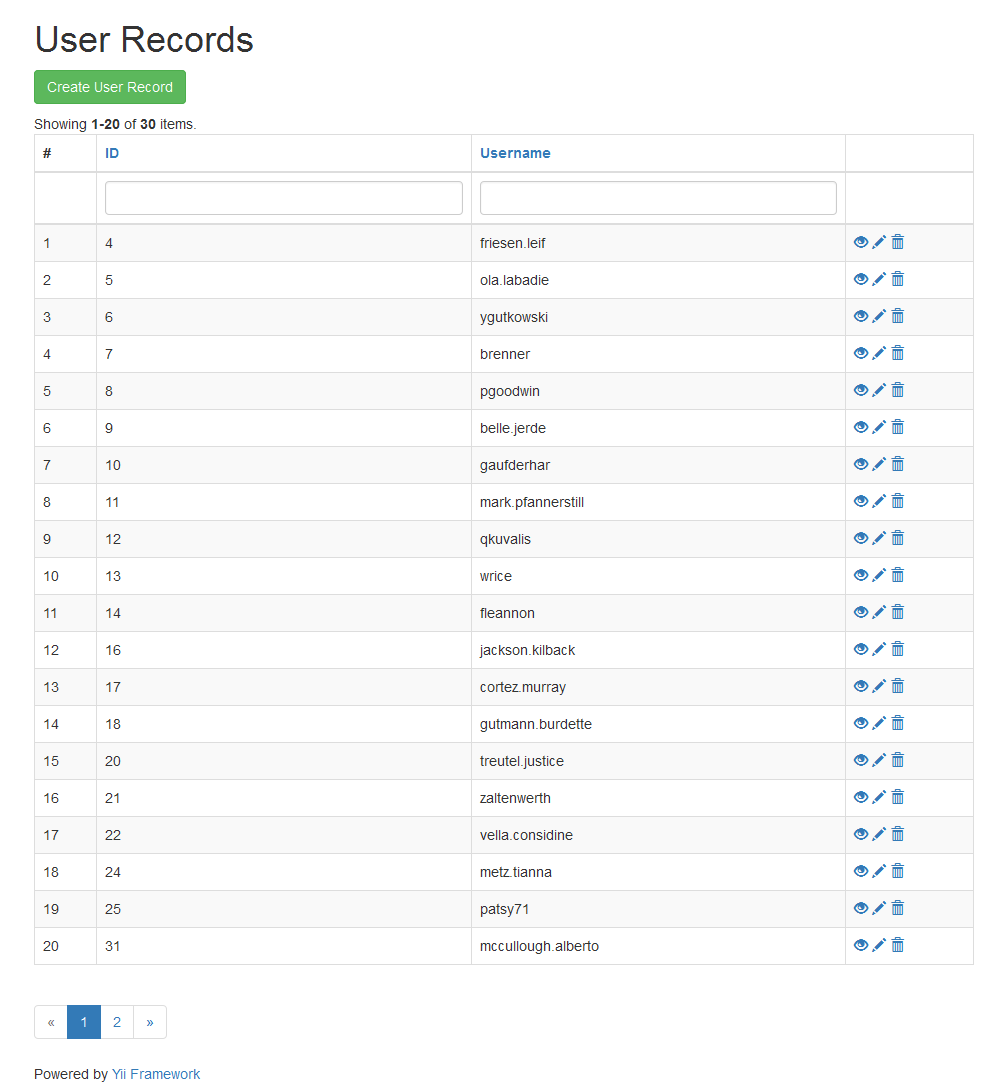 User Records
Create User Record
Showing 1-20 of 30 items.
# ID Username
1 4 friesen.leif
2 5 ola.labadie
3 6 ygutkowski
4 7 brenner
5 8 pgoodwin
6 9 belle.jerde
7 10 gaufderhar
8 11 mark.pfannerstill
9 12 qkuvalis
10 13 wrice
11 14 fleannon
12 16 jackson.kilback
13 17 cortez.murray
14 18 gutmann.burdette
15 20 treutel.justice
16 21 zaltenwerth
17 22 vella.considine
18 24 metz.tianna
19 25 patsy71
20 31 mccullough.alberto
« 1 2 »
Powered by Yii Framework